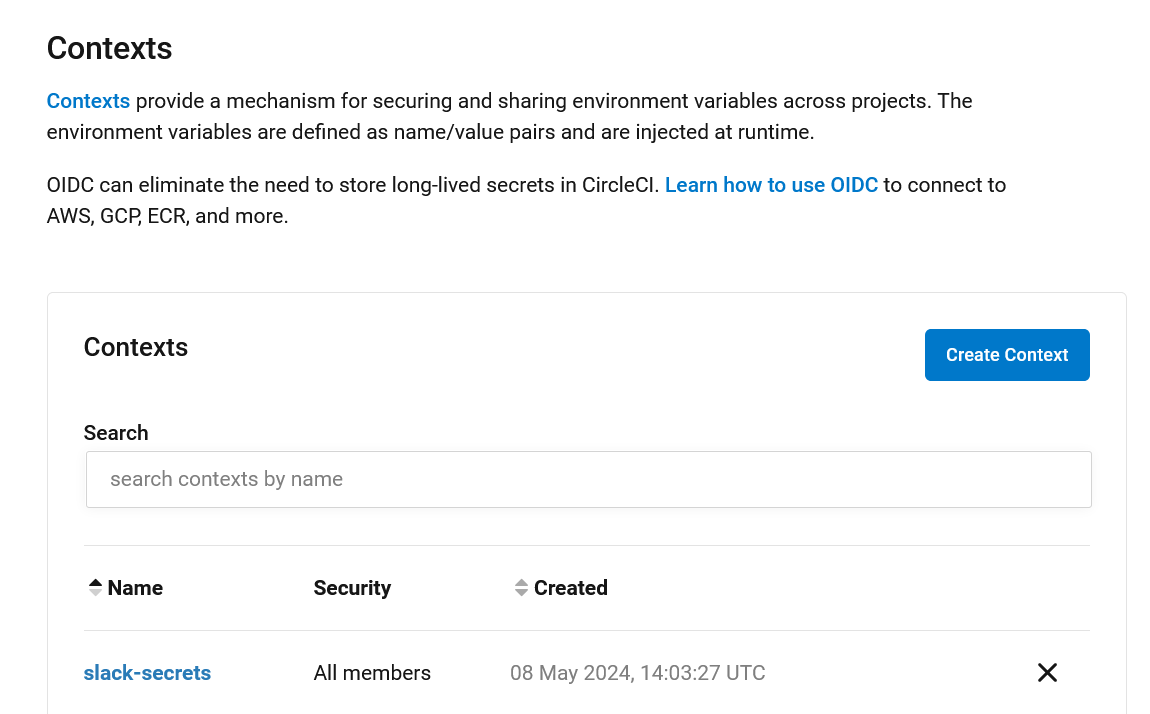 Contexts
Contexts provide a mechanism for securing and sharing environment variables across projects. The
environment variables are defined as name/value pairs and are injected at runtime.
OIDC can eliminate the need to store long-lived secrets in CircleCI. Learn how to use OIDC to connect to
AWS, GCP, ECR, and more.
Contexts
Create Context
Search
search contexts by name
Name Security Created
slack-secrets All members 08 May 2024, 14:03:27 UTC